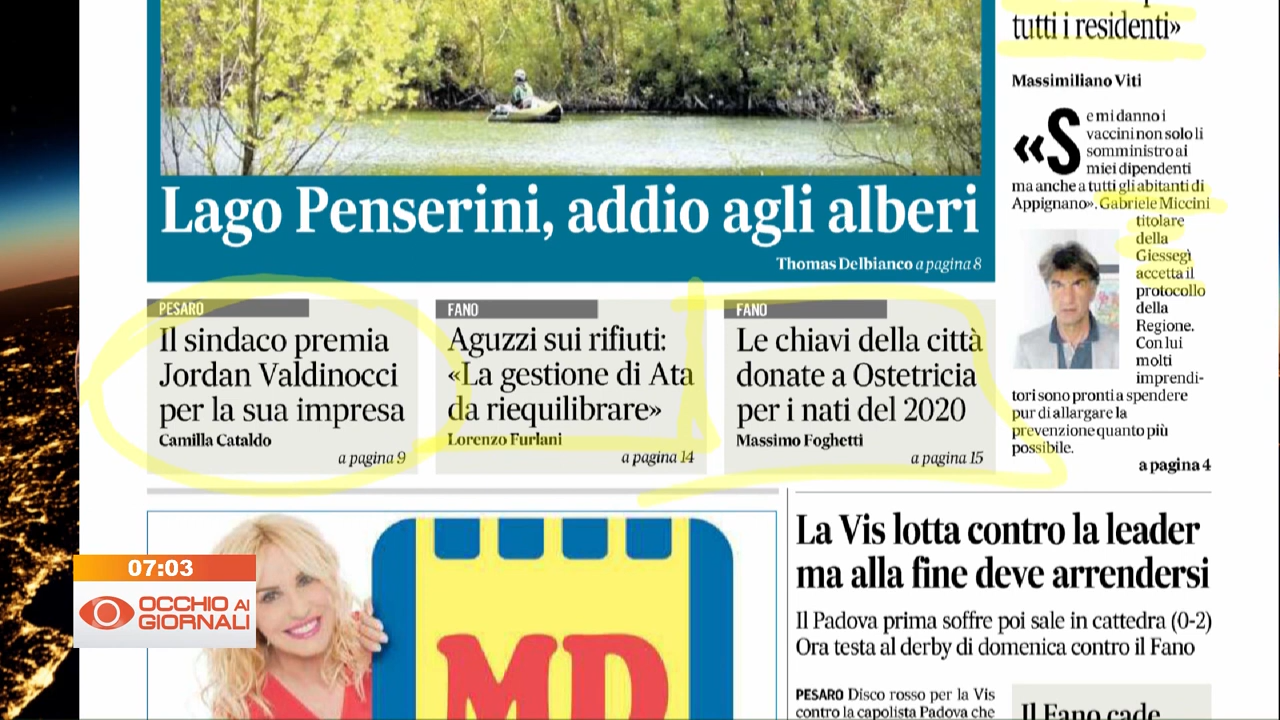 tutti i residenti»
Massimiliano Viti
«Se mi danno i
vaccini non solo li
somministro ai
miei dipendenti
ma anche a tutti gli abitanti di
Appignano». Gabriele Miccini
titolare
della
Giessegi
accetta il
protocollo
della
Regione.
Con lui
molti
imprendi-
tori sono pronti a spendere
pur di allargare la
prevenzione quanto più
possibile.
a pagina 4
Lago Penserini, addio agli alberi
Thomas Delbianco a pagina 8
PESARO
Il sindaco premia
Jordan Valdinocci
per la sua impresa
Camilla Cataldo
a pagina 9
FANO
Aguzzi sui rifiuti:
«La gestione di Ata
da riequilibrare»
Lorenzo Furlani
a pagina 14
FANO
Le chiavi della città
donate a Ostetricia
per i nati del 2020
Massimo Foghetti
a pagina 15
MD
La Vis lotta contro la leader
ma alla fine deve arrendersi
Il Padova prima soffre poi sale in cattedra (0-2)
Ora testa al derby di domenica contro il Fano
PESARO Disco rosso per la Vis
contro la capolista Padova che
Il Fano cade
07:03
OCCHIO AI
GIORNALI